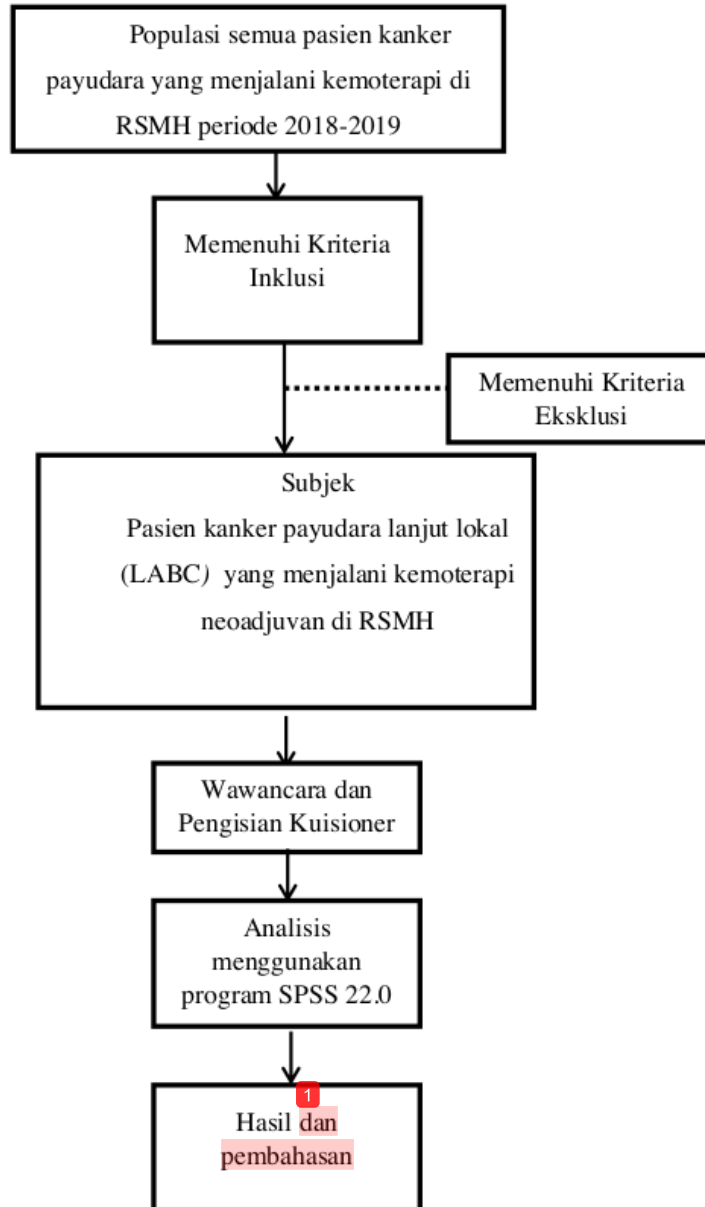 Populasi semua pasien kanker
payudara yang menjalani kemoterapi di
RSMH periode 2018-2019
Memenuhi Kriteria
Inklusi
Memenuhi Kriteria
Eksklusi
Subjek
Pasien kanker payudara lanjut lokal
(LABC) yang menjalani kemoterapi
neoadjuvan di RSMH
Wawancara dan
Pengisian Kuisioner
Analisis
menggunakan
program SPSS 22.0
1
Hasil dan
pembahasan